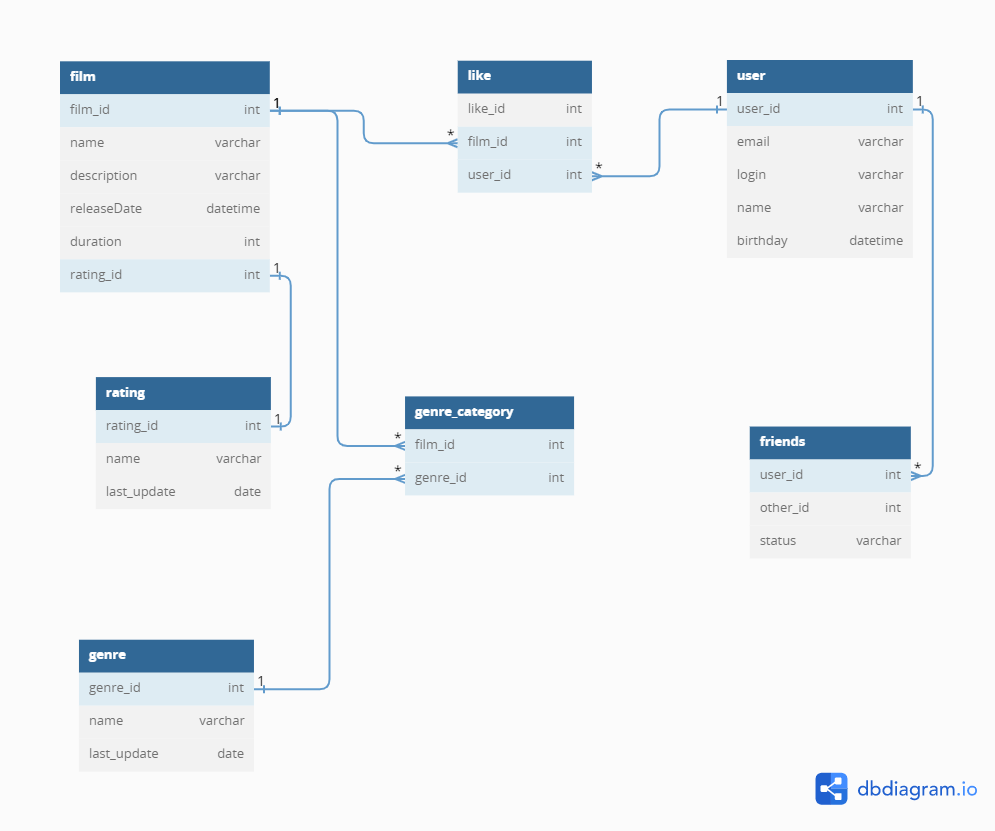 film
film_id int
name varchar
description varchar
releaseDate datetime
duration int
rating_id int
like
like_id int
film_id int
user_id int
user
user_id int
email varchar
login varchar
name varchar
birthday datetime
1
*
*
1
1
1
1
rating
rating_id int
name varchar
last_update date
genre_category
film_id int
genre_id int
*
*
friends
user_id int
other_id int
status varchar
*
genre
genre_id int
name varchar
last_update date
1
dbdiagram.io